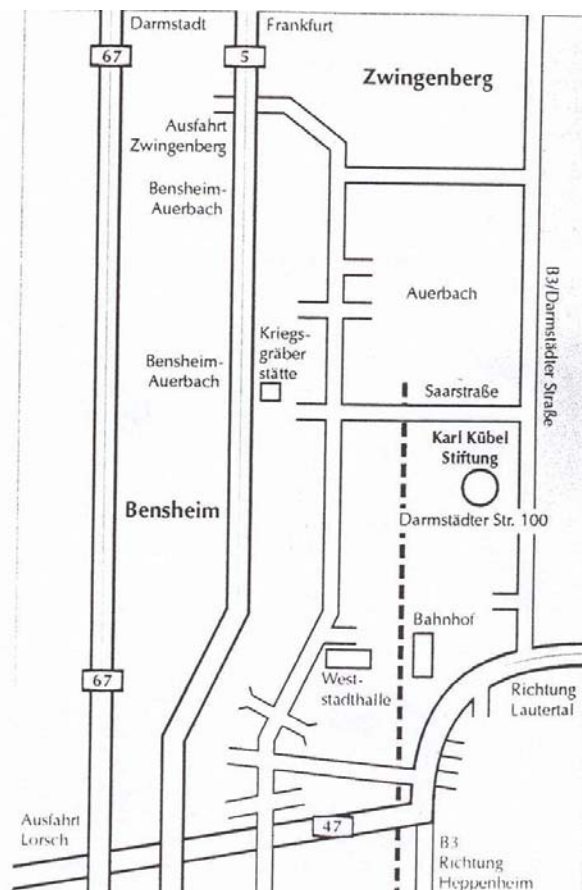 Darmstadt
Frankfurt
67
5
Zwingenberg
Ausfahrt
Zwingenberg
Bensheim-
Auerbach
Auerbach
B3/Darmstädter Straße
Kriegs-
gräber
stätte
Bensheim-
Auerbach
Saarstraße
Karl Kübel
Stiftung
Bensheim
Darmstädter Str. 100
Bahnhof
67
West-
stadthalle
Richtung
Lautertal
Ausfahrt
Lorsch
47
B3
Richtung
Heppenheim